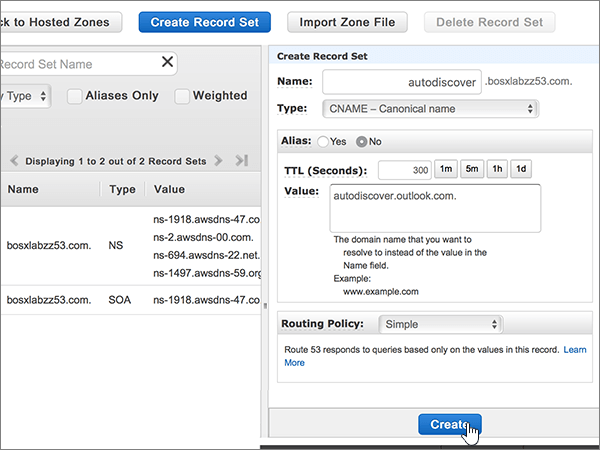 ck to Hosted Zones
Create Record Set
Import Zone File
Delete Record Set
Record Set Name
y Type
Aliases Only
Weighted
Displaying 1 to 2 out of 2 Record Sets
Name Type Value
bosxlabzz53.com. NS
ns-1918.awsdns-47.co
ns-2.awsdns-00.com.
ns-694.awsdns-22.net.
ns-1497.awsdns-59.org
bosxlabzz53.com. SOA ns-1918.awsdns-47.co
Create Record Set
Name: autodiscover .bosxlabzz53.com.
Type: CNAME – Canonical name
Alias: Yes No
TTL (Seconds): 300 1m 5m 1h 1d
Value: autodiscover.outlook.com.
The domain name that you want to
resolve to instead of the value in the
Name field.
Example:
www.example.com
Routing Policy: Simple
Route 53 responds to queries based only on the values in this record. Learn
More
Create